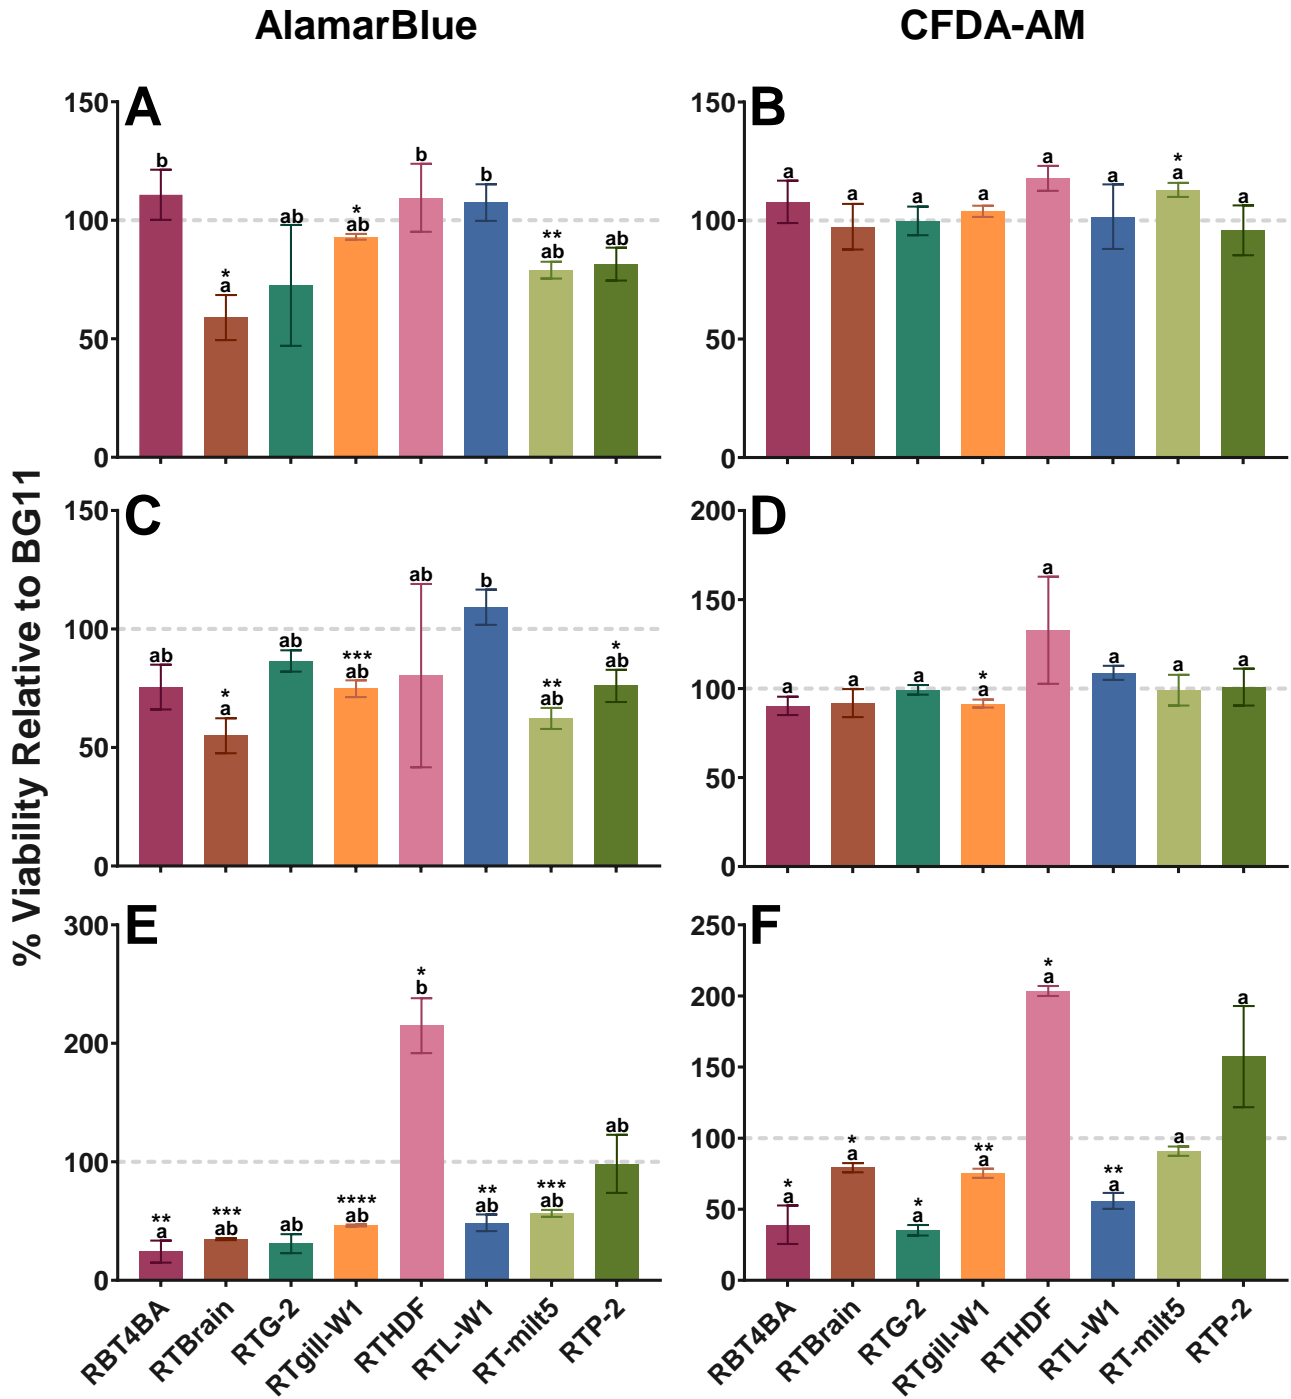 AlamarBlue
CFDA-AM
% Viability Relative to BG11
A
150
100
50
0
b
*
a
ab
*
ab
b
b
**
ab
ab
B
150
100
50
0
a
a
a
a
a
a
*
a
a
C
150
100
50
0
ab
*
a
ab
***
ab
ab
b
**
ab
*
ab
D
200
150
100
50
0
a
a
a
*
a
a
a
a
a
E
300
200
100
0
**
a
***
ab
ab
****
ab
*
b
**
ab
***
ab
ab
RBT4BA
RTBrain
RTG-2
RTgill-W1
RTHDF
RTL-W1
RT-milt5
RTP-2
F
250
200
150
100
50
0
*
a
*
a
*
a
**
a
*
a
**
a
a
a
RBT4BA
RTBrain
RTG-2
RTgill-W1
RTHDF
RTL-W1
RT-milt5
RTP-2